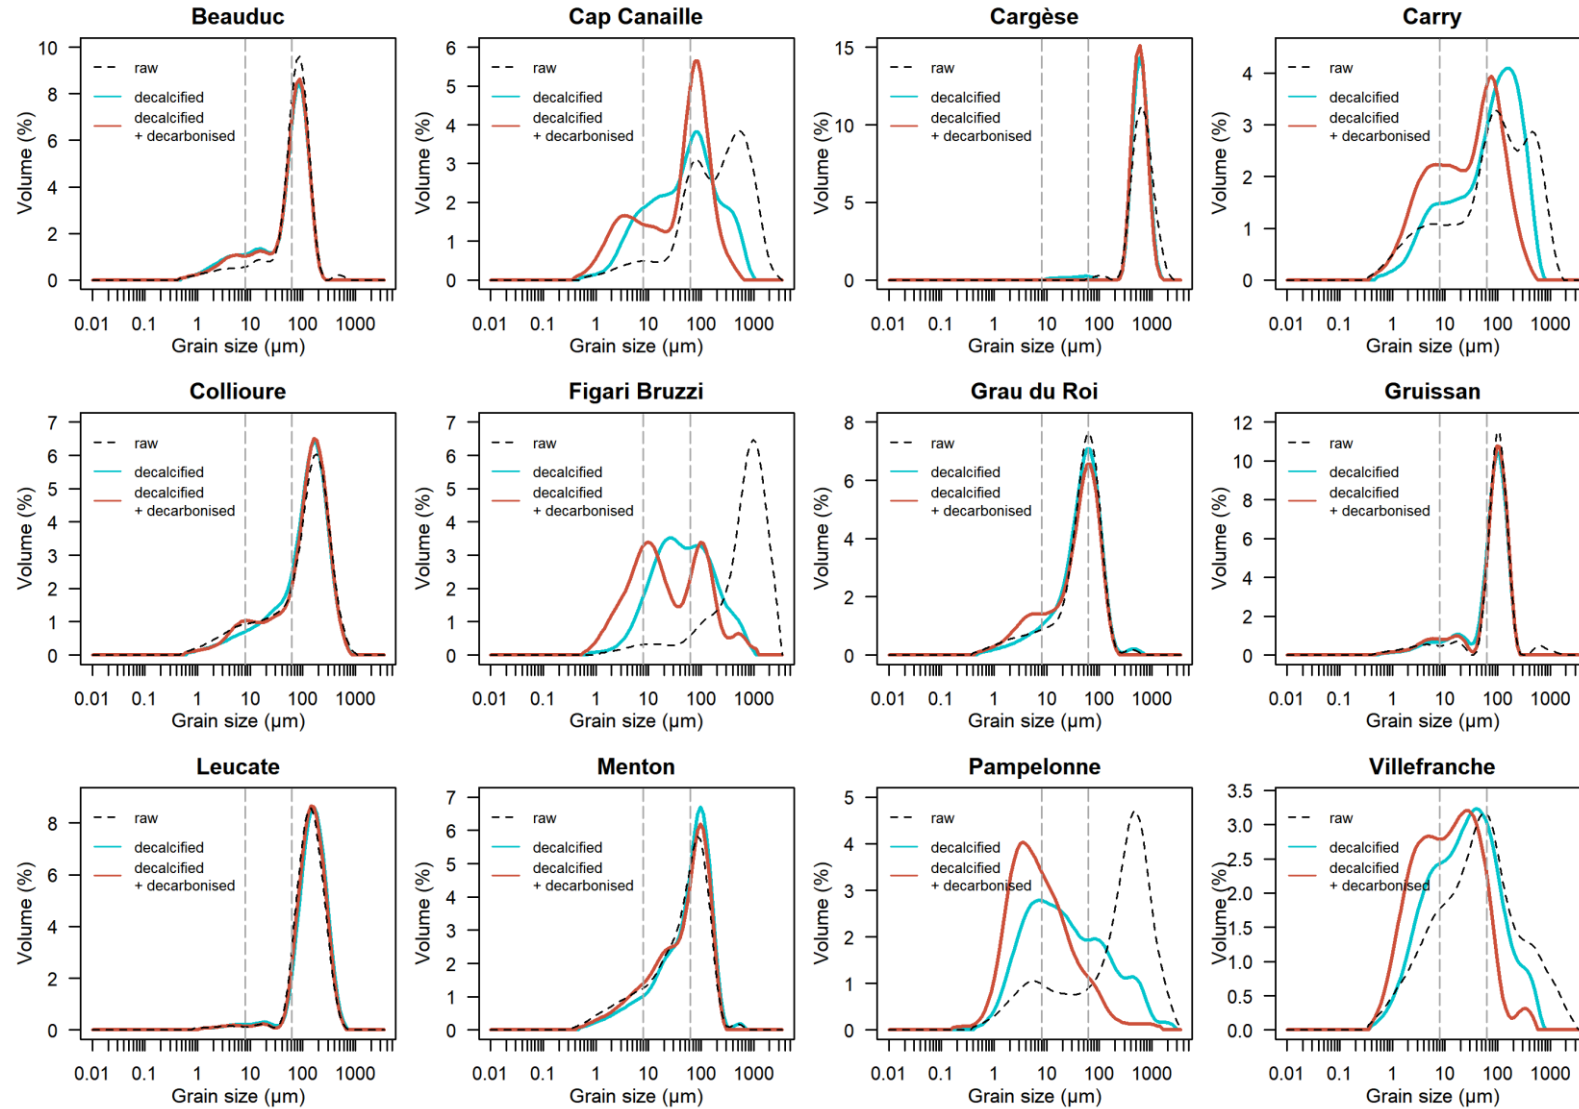 Beauduc
Volume (%)
10
8
6
4
2
0
raw
decalcified
decalcified
+ decarbonised
0.01 0.1 1 10 100 1000
Grain size (µm)
Cap Canaille
Volume (%)
6
5
4
3
2
1
0
raw
decalcified
decalcified
+ decarbonised
0.01 0.1 1 10 100 1000
Grain size (µm)
Cargèse
Volume (%)
15
10
5
0
raw
decalcified
decalcified
+ decarbonised
0.01 0.1 1 10 100 1000
Grain size (µm)
Carry
Volume (%)
4
3
2
1
0
raw
decalcified
decalcified
+ decarbonised
0.01 0.1 1 10 100 1000
Grain size (µm)
Collioure
Volume (%)
7
6
5
4
3
2
1
0
raw
decalcified
decalcified
+ decarbonised
0.01 0.1 1 10 100 1000
Grain size (µm)
Figari Bruzzi
Volume (%)
7
6
5
4
3
2
1
0
raw
decalcified
decalcified
+ decarbonised
0.01 0.1 1 10 100 1000
Grain size (µm)
Grau du Roi
Volume (%)
8
6
4
2
0
raw
decalcified
decalcified
+ decarbonised
0.01 0.1 1 10 100 1000
Grain size (µm)
Gruissan
Volume (%)
12
10
8
6
4
2
0
raw
decalcified
decalcified
+ decarbonised
0.01 0.1 1 10 100 1000
Grain size (µm)
Leucate
Volume (%)
8
6
4
2
0
raw
decalcified
decalcified
+ decarbonised
0.01 0.1 1 10 100 1000
Grain size (µm)
Menton
Volume (%)
7
6
5
4
3
2
1
0
raw
decalcified
decalcified
+ decarbonised
0.01 0.1 1 10 100 1000
Grain size (µm)
Pampelonne
Volume (%)
5
4
3
2
1
0
raw
decalcified
decalcified
+ decarbonised
0.01 0.1 1 10 100 1000
Grain size (µm)
Villefranche
Volume (%)
3.5
3.0
2.5
2.0
1.5
1.0
0.5
0.0
raw
decalcified
decalcified
+ decarbonised
0.01 0.1 1 10 100 1000
Grain size (µm)